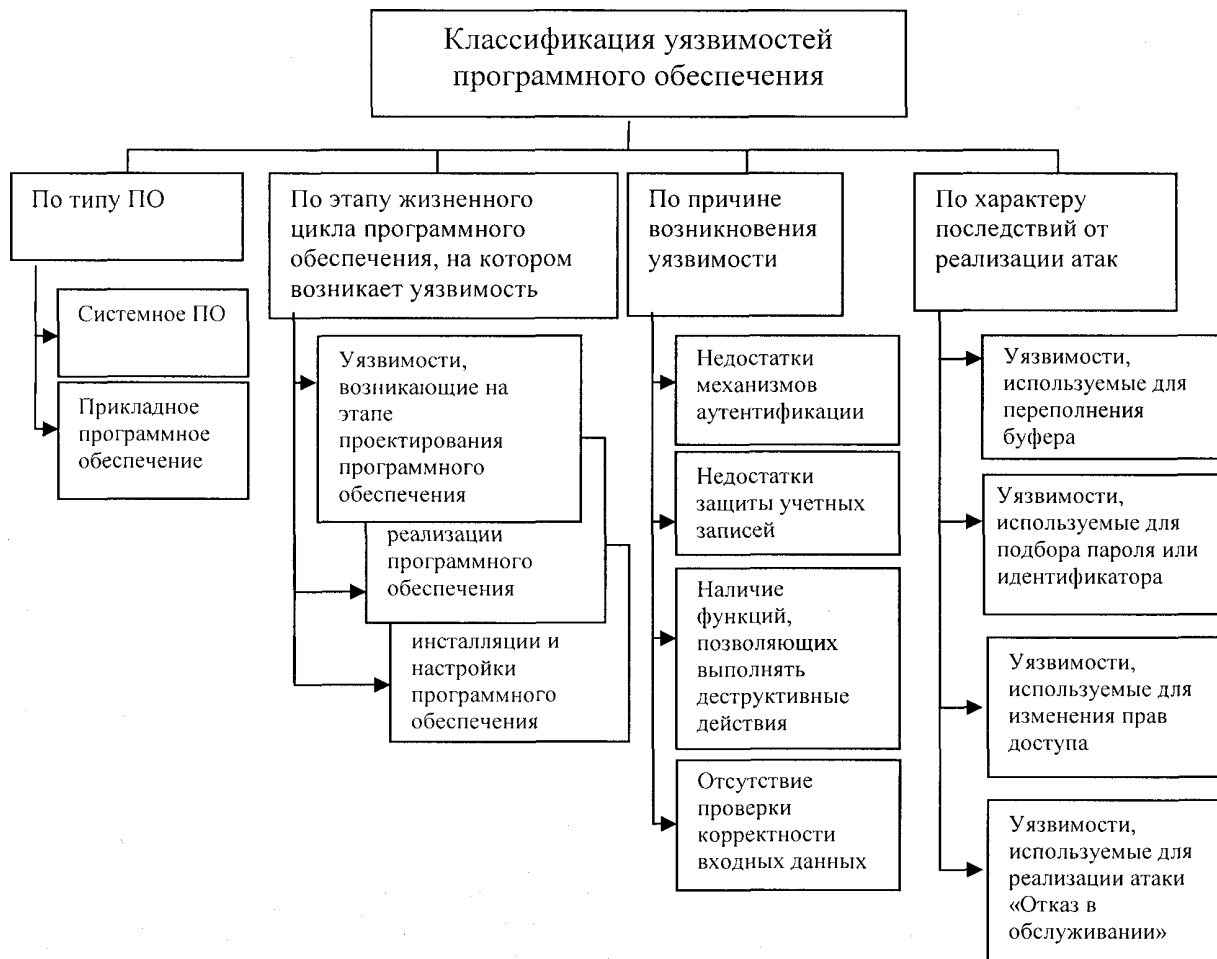 Классификация уязвимостей
программного обеспечения
По типу ПО
Системное ПО
Прикладное
программное
обеспечение
По этапу жизненного
цикла программного
обеспечения, на котором
возникает уязвимость
Уязвимости,
возникающие на
этапе
проектирования
программного
обеспечения
реализации
программного
обеспечения
инсталляции и
настройки
программного
обеспечения
По причине
возникновения
уязвимости
Недостатки
механизмов
аутентификации
Недостатки
защиты учетных
записей
Наличие
функций,
позволяющих
выполнять
деструктивные
действия
Отсутствие
проверки
корректности
входных данных
По характеру
последствий от
реализации атак
Уязвимости,
используемые для
переполнения
буфера
Уязвимости,
используемые для
подбора пароля или
идентификатора
Уязвимости,
используемые для
изменения прав
доступа
Уязвимости,
используемые для
реализации атаки
«Отказ в
обслуживании»